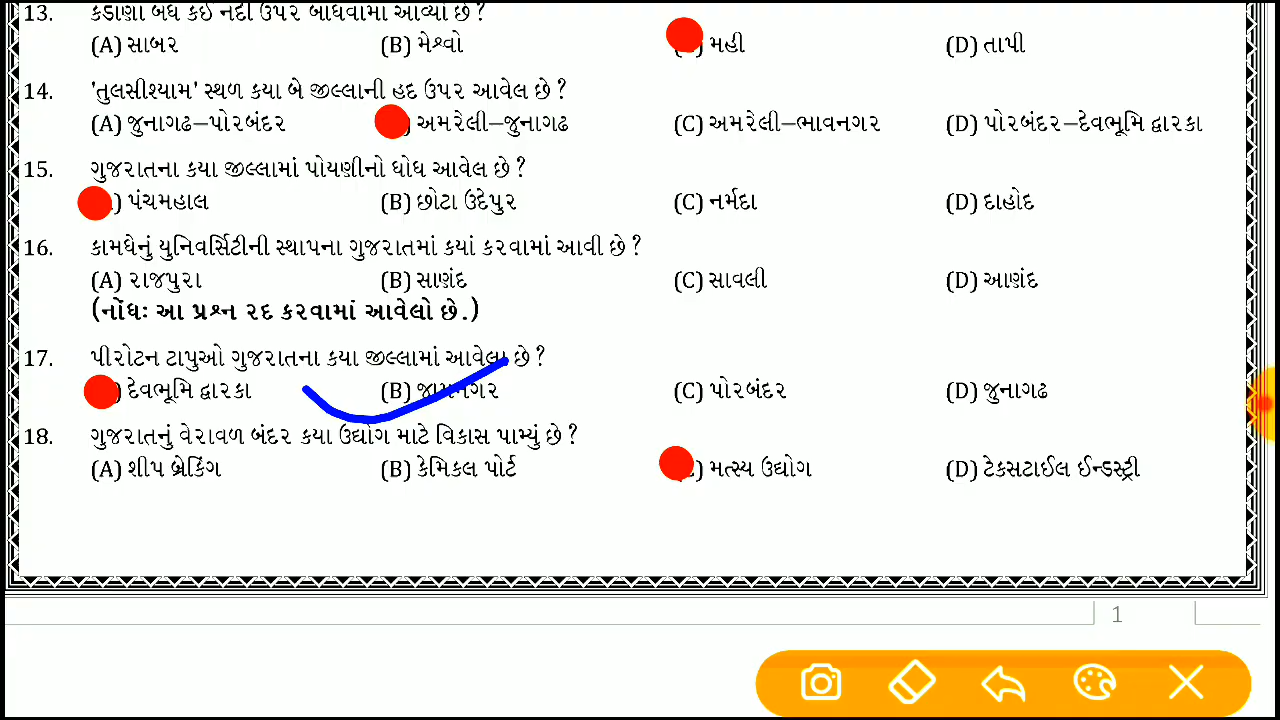 13. કડાણા બંધ કઈ નદી ઉપર બાંધવામાં આવ્યો છે ?
(A) સાબર (B) મેશ્વો મહી (D) તાપી
14. 'તુલસીશ્યામ' સ્થળ કયા બે જીલ્લાની હદ ઉપર આવેલ છે ?
(A) જુનાગઢ–પોરબંદર અમરેલી–જુનાગઢ (C) અમરેલી–ભાવનગર (D) પોરબંદર–દેવભૂમિ દ્વારકા
15. ગુજરાતના કયા જીલ્લામાં પોયણીનો ધોધ આવેલ છે ?
પંચમહાલ (B) છોટા ઉદેપુર (C) નર્મદા (D) દાહોદ
16. કામધેનું યુનિવર્સિટીની સ્થાપના ગુજરાતમાં કયાં કરવામાં આવી છે ?
(A) રાજપુરા (B) સાણંદ (C) સાવલી (D) આણંદ
(નોંધઃ આ પ્રશ્ન રદ કરવામાં આવેલો છે.)
17. પીરોટન ટાપુઓ ગુજરાતના કયા જીલ્લામાં આવેલા છે ?
દેવભૂમિ દ્વારકા (B) જામનગર (C) પોરબંદર (D) જુનાગઢ
18. ગુજરાતનું વેરાવળ બંદર કયા ઉદ્યોગ માટે વિકાસ પામ્યું છે ?
(A) શીપ બ્રેકિંગ (B) કેમિકલ પોર્ટ મત્સ્ય ઉદ્યોગ (D) ટેકસટાઈલ ઈન્ડસ્ટ્રી
1